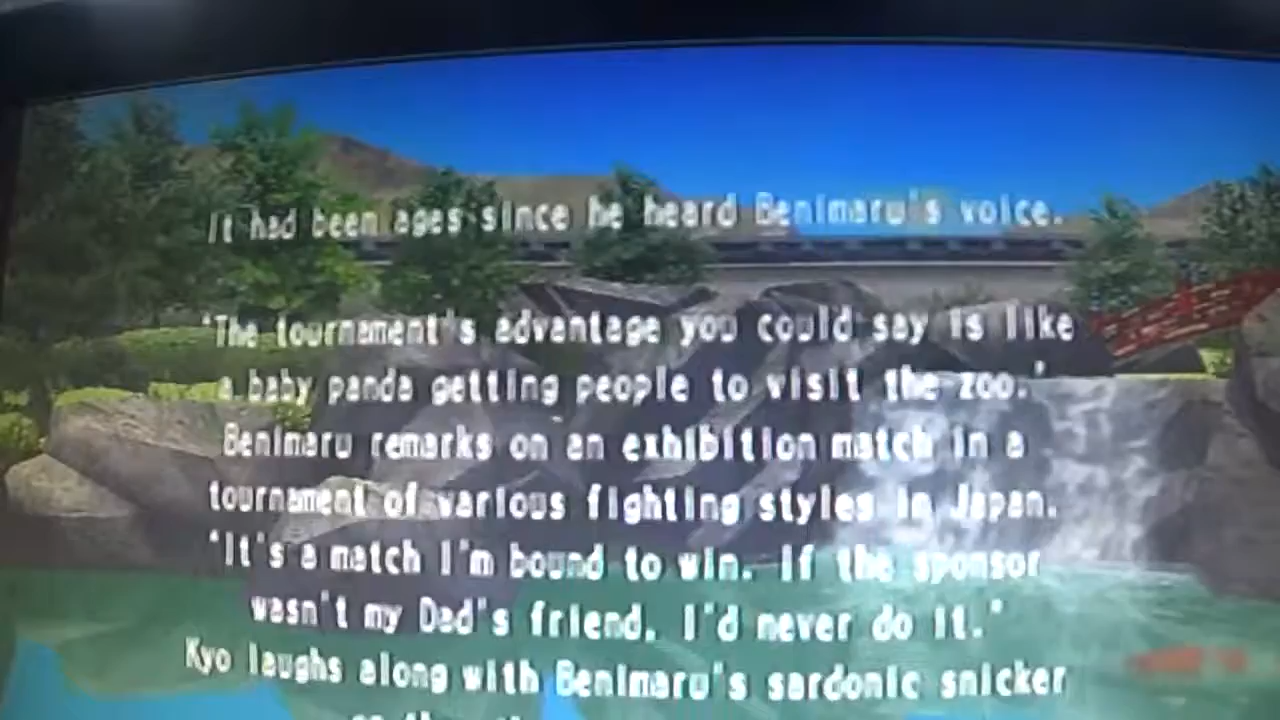 It had been ages since he heard Benimaru's voice.
"The tournament's advantage you could say is like
a baby panda getting people to visit the zoo."
Benimaru remarks on an exhibition match in a
tournament of various fighting styles in Japan.
"It's a match I'm bound to win. If the sponsor
wasn't my Dad's friend, I'd never do it."
Kyo laughs along with Benimaru's sardonic snicker